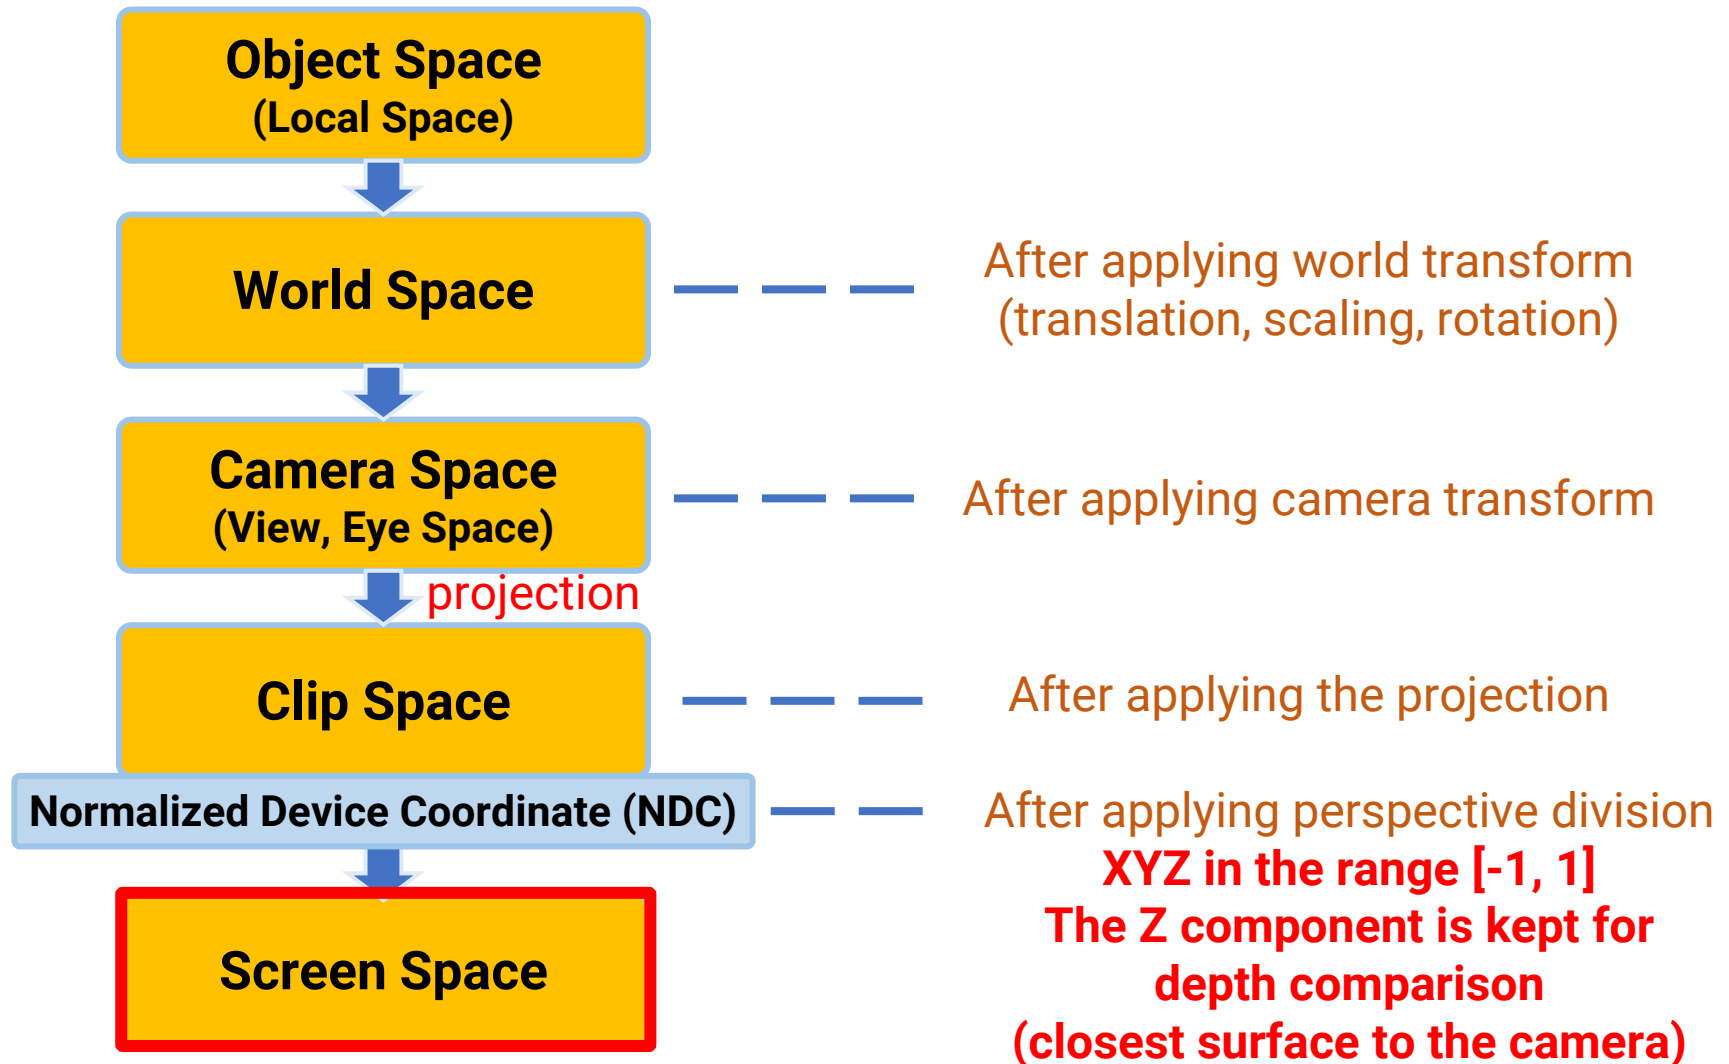 Object Space
(Local Space)
World Space
After applying world transform
(translation, scaling, rotation)
Camera Space
(View, Eye Space)
After applying camera transform
projection
Clip Space
After applying the projection
Normalized Device Coordinate (NDC)
After applying perspective division
XYZ in the range [-1, 1]
The Z component is kept for
depth comparison
(closest surface to the camera)
Screen Space